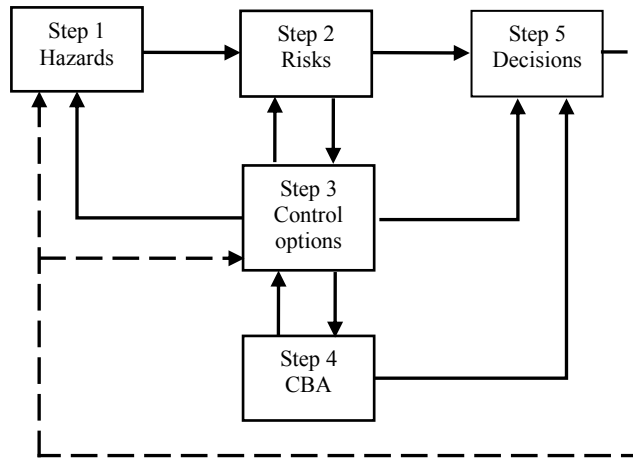 Step 1
Hazards
Step 2
Risks
Step 5
Decisions
Step 3
Control
options
Step 4
CBA